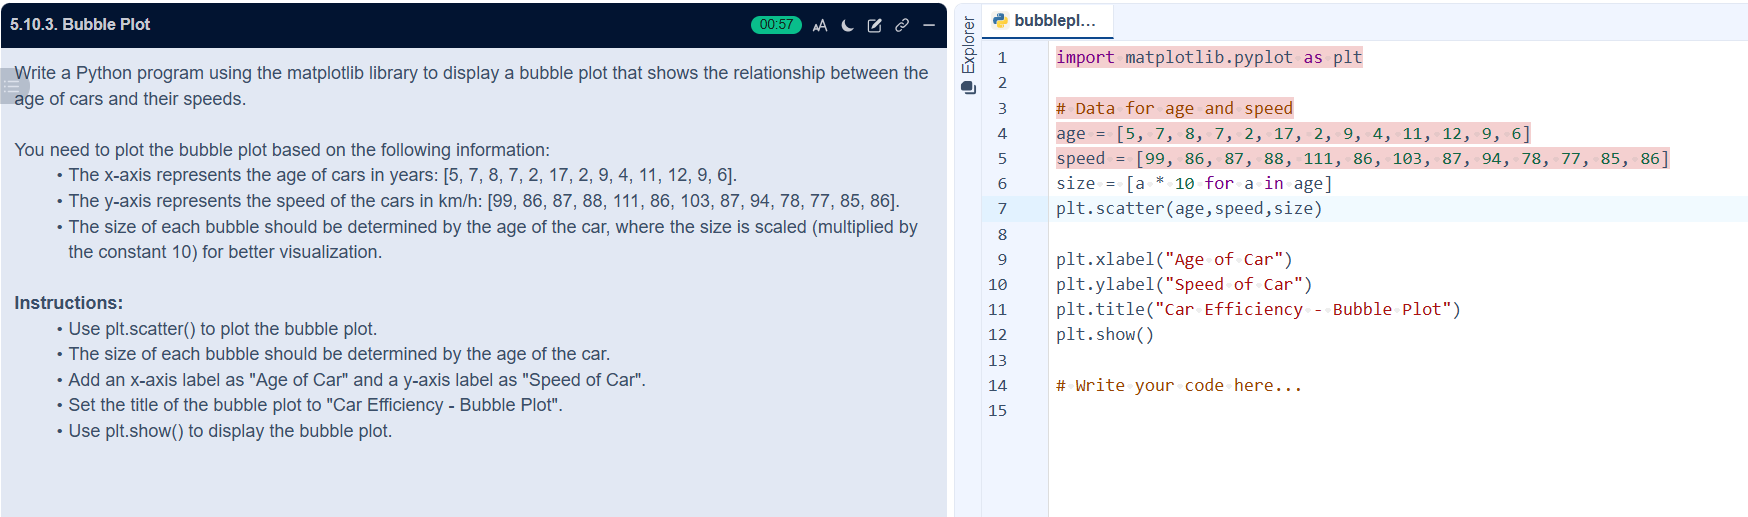 5.10.3. Bubble Plot
00:57
AA
Write a Python program using the matplotlib library to display a bubble plot that shows the relationship between the
age of cars and their speeds.
You need to plot the bubble plot based on the following information:
• The x-axis represents the age of cars in years: [5, 7, 8, 7, 2, 17, 2, 9, 4, 11, 12, 9, 6].
• The y-axis represents the speed of the cars in km/h: [99, 86, 87, 88, 111, 86, 103, 87, 94, 78, 77, 85, 86].
• The size of each bubble should be determined by the age of the car, where the size is scaled (multiplied by
the constant 10) for better visualization.
Instructions:
• Use plt.scatter() to plot the bubble plot.
• The size of each bubble should be determined by the age of the car.
• Add an x-axis label as "Age of Car" and a y-axis label as "Speed of Car".
• Set the title of the bubble plot to "Car Efficiency - Bubble Plot".
• Use plt.show() to display the bubble plot.
Explorer
bubblepl...
1 import matplotlib.pyplot as plt
2
3 # Data for age and speed
4 age = [5, 7, 8, 7, 2, 17, 2, 9, 4, 11, 12, 9, 6]
5 speed = [99, 86, 87, 88, 111, 86, 103, 87, 94, 78, 77, 85, 86]
6 size = [a * 10 for a in age]
7 plt.scatter(age,speed,size)
8
9 plt.xlabel("Age of Car")
10 plt.ylabel("Speed of Car")
11 plt.title("Car Efficiency - Bubble Plot")
12 plt.show()
13
14 # Write your code here...
15